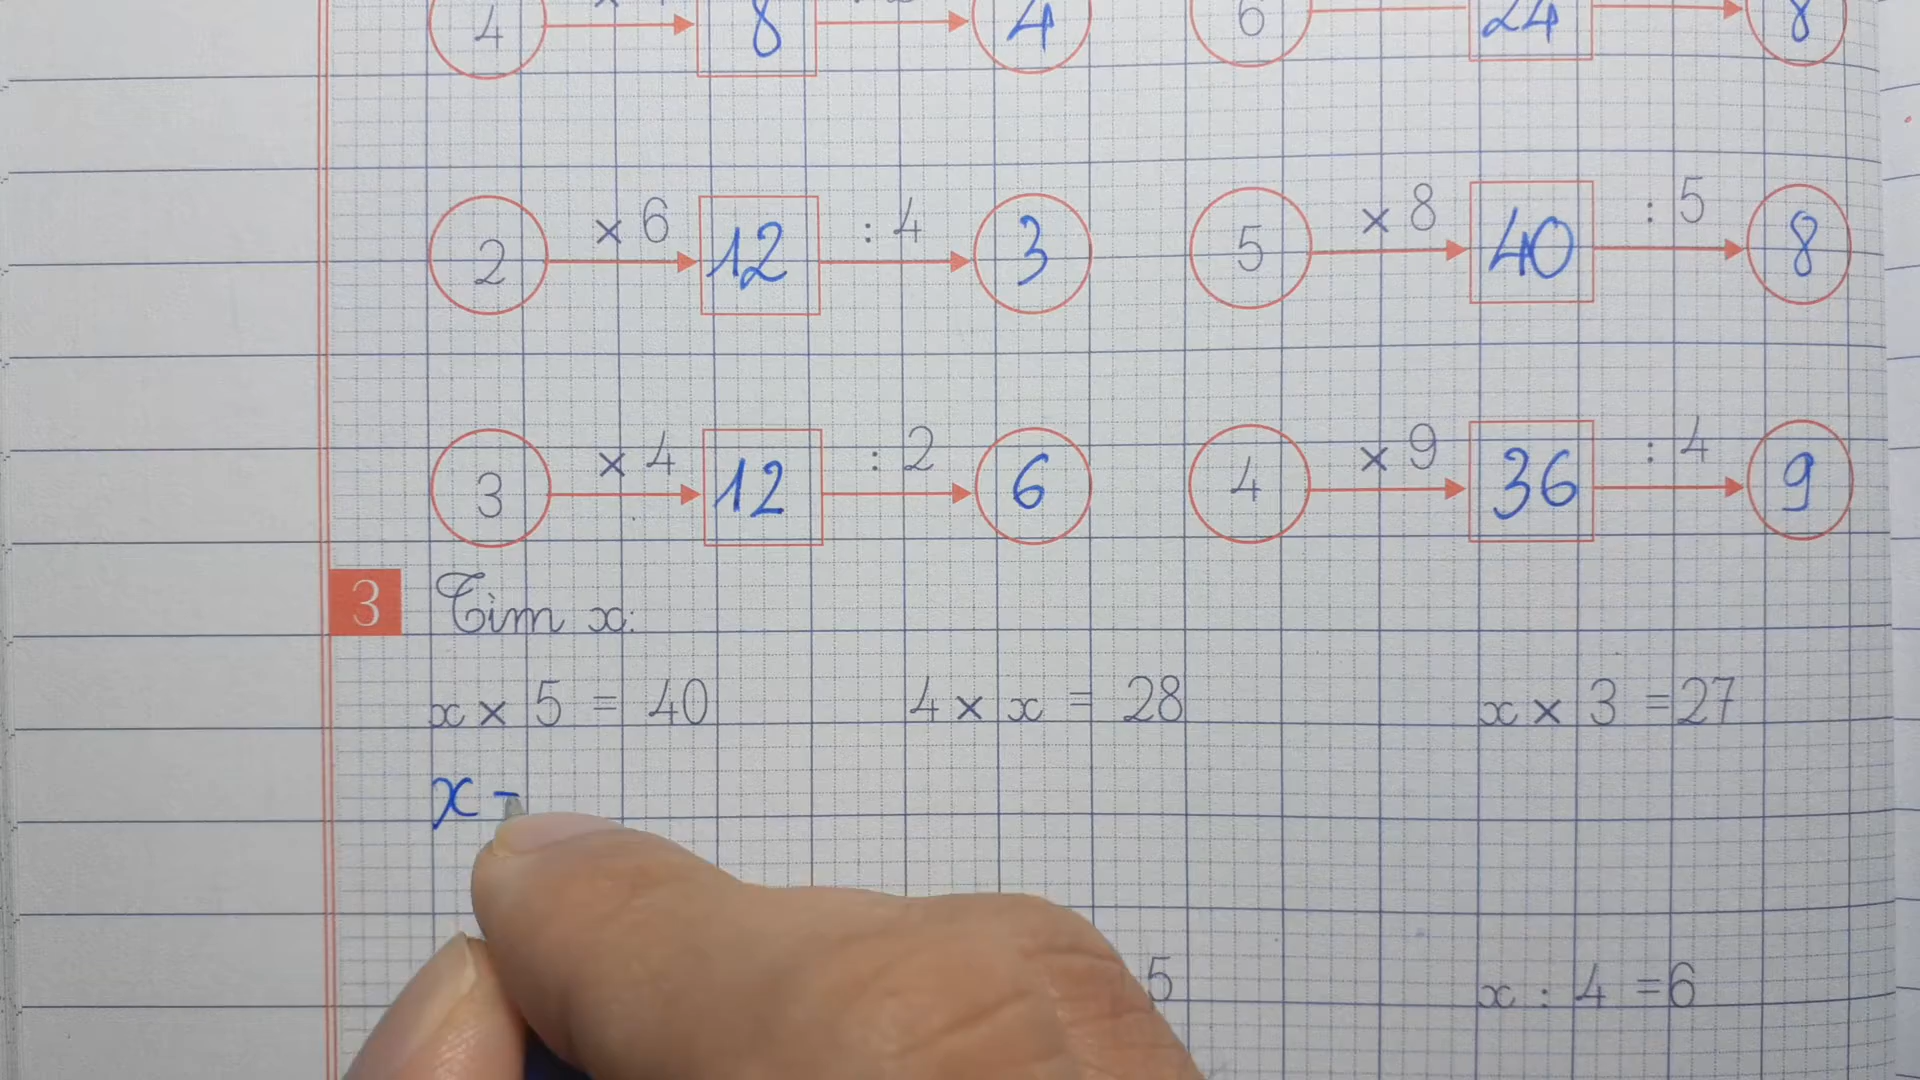 4 8 4 6 24 8
2 × 6 12 : 4 3 5 × 8 40 : 5 8
3 × 4 12 : 2 6 4 × 9 36 : 4 9
3 Tìm x:
x × 5 = 40 4 × x = 28 x × 3 = 27
x -
5 x : 4 = 6